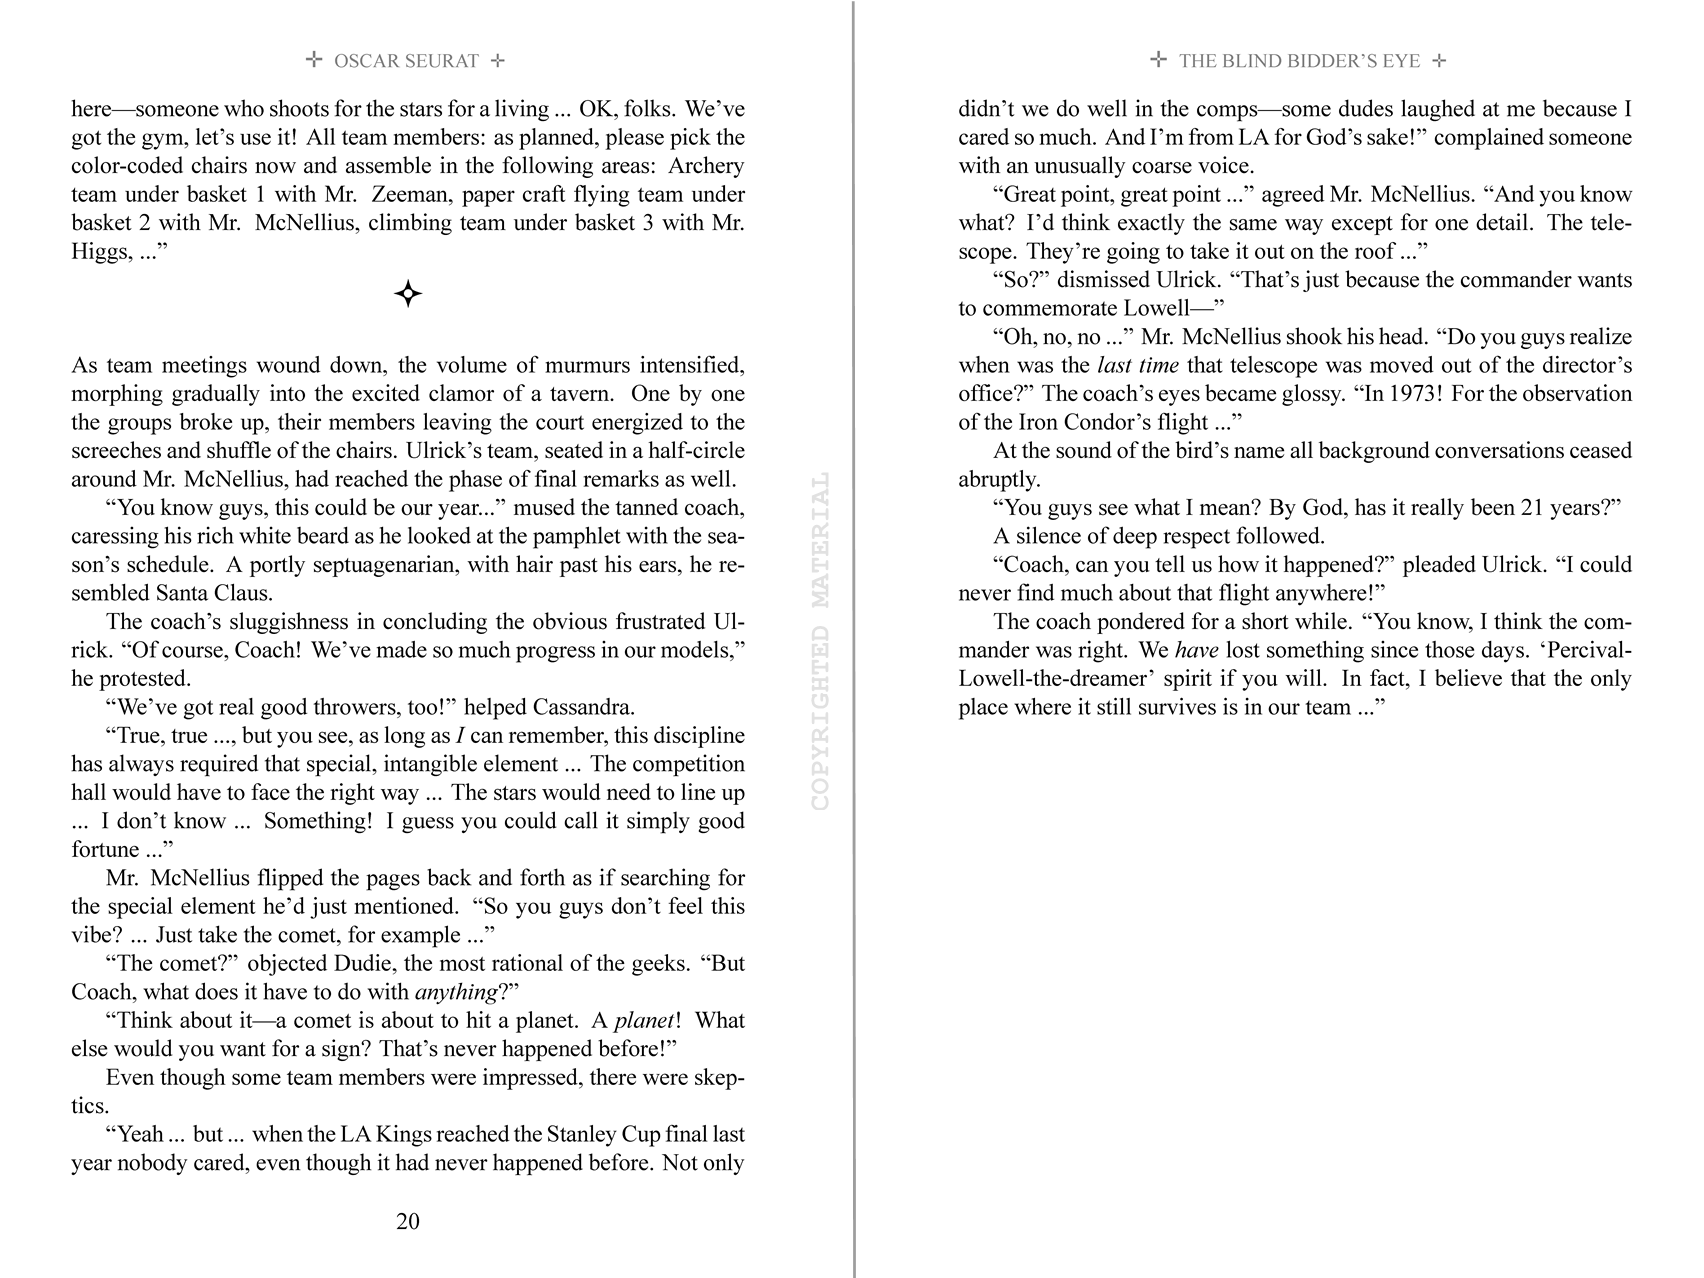 OSCAR SEURAT
here—someone who shoots for the stars for a living ... OK, folks. We’ve
got the gym, let’s use it! All team members: as planned, please pick the
color-coded chairs now and assemble in the following areas: Archery
team under basket 1 with Mr. Zeeman, paper craft flying team under
basket 2 with Mr. McNellius, climbing team under basket 3 with Mr.
Higgs, ...”
As team meetings wound down, the volume of murmurs intensified,
morphing gradually into the excited clamor of a tavern. One by one
the groups broke up, their members leaving the court energized to the
screeches and shuffle of the chairs. Ulrick’s team, seated in a half-circle
around Mr. McNellius, had reached the phase of final remarks as well.
“You know guys, this could be our year...” mused the tanned coach,
caressing his rich white beard as he looked at the pamphlet with the sea-
son’s schedule. A portly septuagenarian, with hair past his ears, he re-
sembled Santa Claus.
The coach’s sluggishness in concluding the obvious frustrated Ul-
rick. “Of course, Coach! We’ve made so much progress in our models,”
he protested.
“We’ve got real good throwers, too!” helped Cassandra.
“True, true ..., but you see, as long as I can remember, this discipline
has always required that special, intangible element ... The competition
hall would have to face the right way ... The stars would need to line up
... I don’t know ... Something! I guess you could call it simply good
fortune ...”
Mr. McNellius flipped the pages back and forth as if searching for
the special element he’d just mentioned. “So you guys don’t feel this
vibe? ... Just take the comet, for example ...”
“The comet?” objected Dudie, the most rational of the geeks. “But
Coach, what does it have to do with anything?”
“Think about it—a comet is about to hit a planet. A planet! What
else would you want for a sign? That’s never happened before!”
Even though some team members were impressed, there were skep-
tics.
“Yeah ... but ... when the LA Kings reached the Stanley Cup final last
year nobody cared, even though it had never happened before. Not only
20
COPYRIGHTED MATERIAL
THE BLIND BIDDER’S EYE
didn’t we do well in the comps—some dudes laughed at me because I
cared so much. And I’m from LA for God’s sake!” complained someone
with an unusually coarse voice.
“Great point, great point ...” agreed Mr. McNellius. “And you know
what? I’d think exactly the same way except for one detail. The tele-
scope. They’re going to take it out on the roof ...”
“So?” dismissed Ulrick. “That’s just because the commander wants
to commemorate Lowell—”
“Oh, no, no ...” Mr. McNellius shook his head. “Do you guys realize
when was the last time that telescope was moved out of the director’s
office?” The coach’s eyes became glossy. “In 1973! For the observation
of the Iron Condor’s flight ...”
At the sound of the bird’s name all background conversations ceased
abruptly.
“You guys see what I mean? By God, has it really been 21 years?”
A silence of deep respect followed.
“Coach, can you tell us how it happened?” pleaded Ulrick. “I could
never find much about that flight anywhere!”
The coach pondered for a short while. “You know, I think the com-
mander was right. We have lost something since those days. ‘Percival-
Lowell-the-dreamer’ spirit if you will. In fact, I believe that the only
place where it still survives is in our team ...”